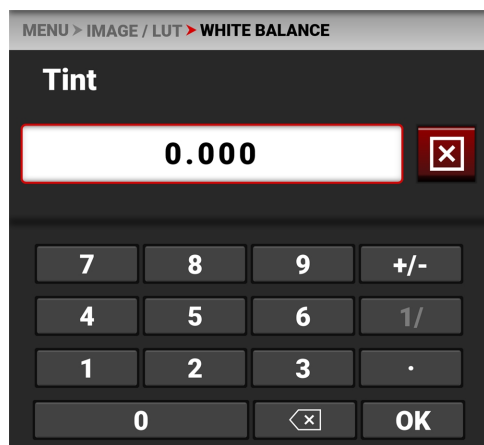 MENU > IMAGE / LUT > WHITE BALANCE
Tint
0.000
7 8 9 +/-
4 5 6 1/
1 2 3 .
0 OK